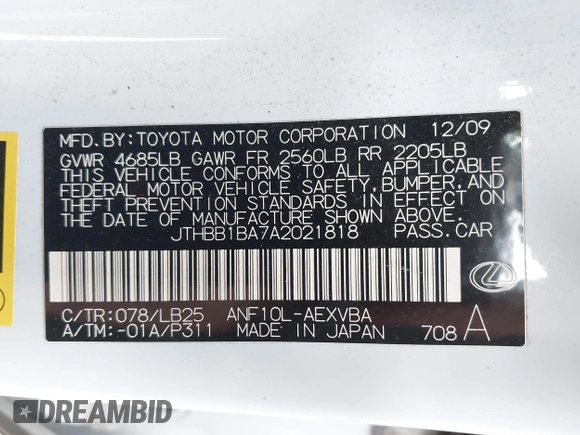 MFD.BY:TOYOTA MOTOR CORPORATION 12/09
GVWR 4685LB GAWR FR 2560LB RR 2205LB
THIS VEHICLE CONFORMS TO ALL APPLICABLE
FEDERAL MOTOR VEHICLE SAFETY,BUMPER,AND
THEFT PREVENTION STANDARDS IN EFFECT ON
THE DATE OF MANUFACTURE SHOWN ABOVE.
JTHBB1BA7A2021818 PASS.CAR
C/TR:078/LB25 ANF10L-AEXVBA
A/TM:-01A/P311 MADE IN JAPAN 708 A
DREAMBID